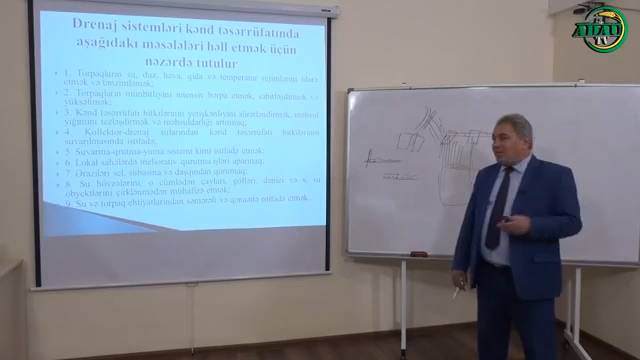 Drenaj sistemləri kənd təsərrüfatında
aşağıdakı məsələləri həll etmək üçün
nəzərdə tutulur
1. Torpaqların su, duz, hava, qida və temperatur rejimlərini idarə
etmək və tənzimləmək;
2. Torpaqların münbitliyini intensiv bərpa etmək, sabitləşdirmək və
yüksəltmək;
3. Kənd təsərrüfatı bitkilərinin yetişkənliyini sürətləndirmək, məhsul
yığımını tezləşdirmək və məhsuldarlığı artırmaq;
4. Kollektor-drenaj sularından kənd təsərrüfatı bitkilərinin
suvarılmasında istifadə;
5. Suvarma-qrutma-yuma sistemi kimi istifadə etmək;
6. Lokal sahələrdə meliorativ qurutma işləri aparmaq;
7. Əraziləri sel, subasma və daşqından qorumaq;
8. Su hövzələrini, o cümlədən çayları, gölləri, dənizi və s. su
obyektlərini çirklənmədən mühafizə etmək;
9. Su və torpaq ehtiyatlarından səmərəli və qənaətlə istifadə etmək.
ADAU
TV